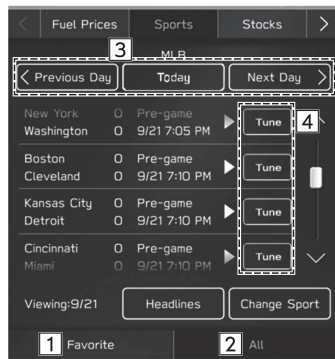 Fuel Prices Sports Stocks
3
MLB
Previous Day Today Next Day
4
New York 0 Pre-game Tune
Washington 0 9/21 7:05 PM
Boston 0 Pre-game Tune
Cleveland 0 9/21 7:10 PM
Kansas City 0 Pre-game Tune
Detroit 0 9/21 7:10 PM
Cincinnati 0 Pre-game Tune
Miami 0 9/21 7:10 PM
Viewing:9/21 Headlines Change Sport
1 Favorite 2 All